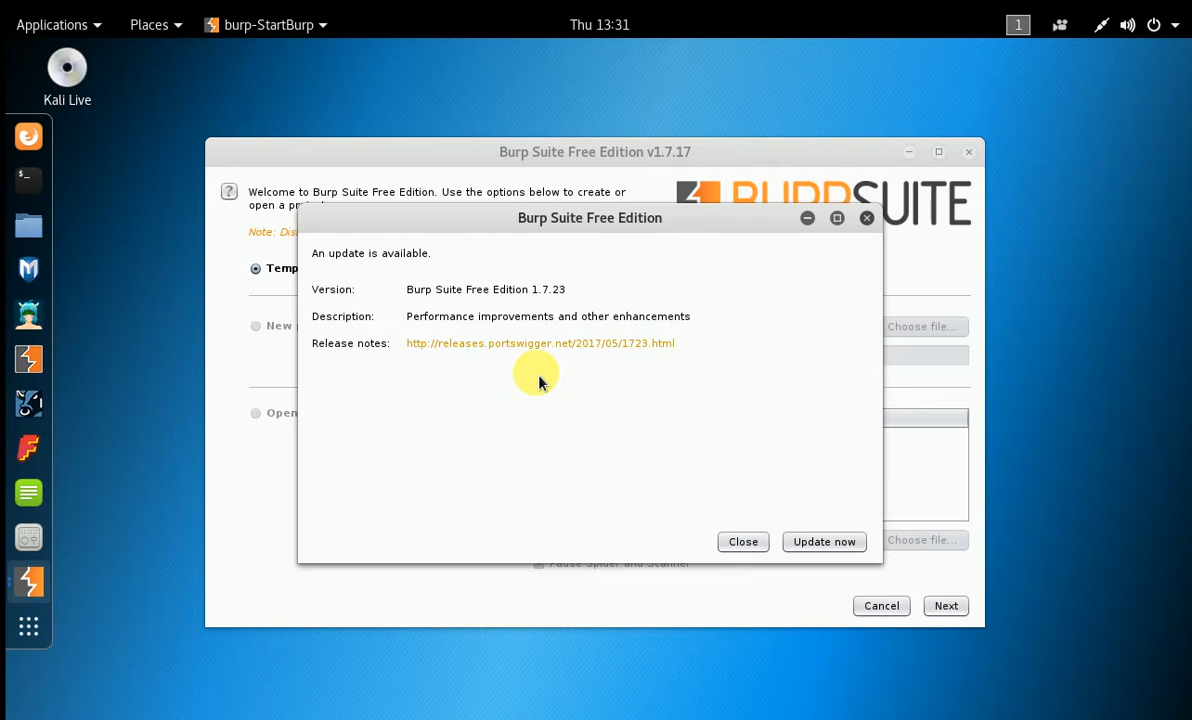 Applications Places burp-StartBurp Thu 13:31 1
Kali Live
Burp Suite Free Edition v1.7.17
Welcome to Burp Suite Free Edition. Use the options below to create or
open a
SUITE
Note:
Burp Suite Free Edition
An update is available.
Version: Burp Suite Free Edition 1.7.23
Description: Performance improvements and other enhancements
Release notes: http://releases.portswigger.net/2017/05/1723.html
New
Choose file...
Open
Close Update now
Choose file...
Pause Spider and Scanner
Cancel Next